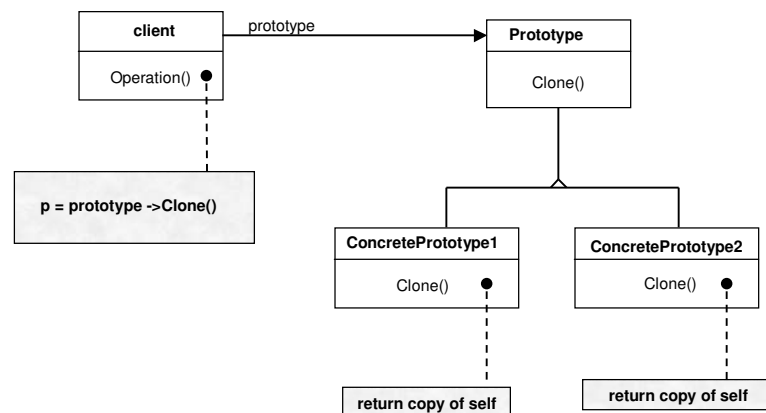 client
prototype
Prototype
Operation()
Clone()
p = prototype ->Clone()
ConcretePrototype1
ConcretePrototype2
Clone()
Clone()
return copy of self
return copy of self